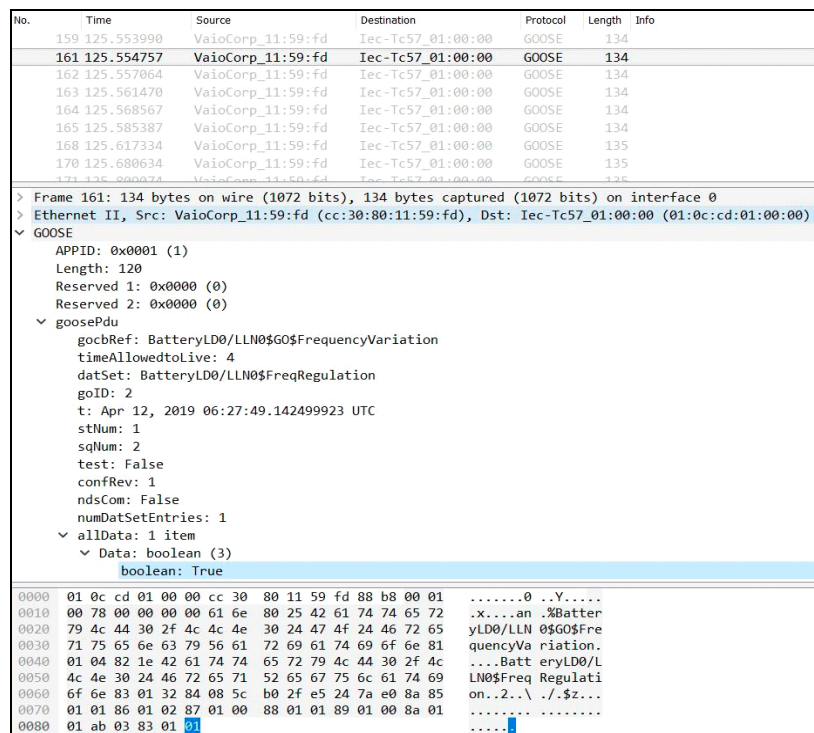 No. Time Source Destination Protocol Length Info
159 125.553990 VaioCorp_11:59:fd Iec-Tc57_01:00:00 GOOSE 134
161 125.554757 VaioCorp_11:59:fd Iec-Tc57_01:00:00 GOOSE 134
162 125.557064 VaioCorp_11:59:fd Iec-Tc57_01:00:00 GOOSE 134
163 125.561470 VaioCorp_11:59:fd Iec-Tc57_01:00:00 GOOSE 134
164 125.568567 VaioCorp_11:59:fd Iec-Tc57_01:00:00 GOOSE 134
165 125.585387 VaioCorp_11:59:fd Iec-Tc57_01:00:00 GOOSE 134
168 125.617334 VaioCorp_11:59:fd Iec-Tc57_01:00:00 GOOSE 135
170 125.680634 VaioCorp_11:59:fd Iec-Tc57_01:00:00 GOOSE 135
171 125.809074 VaioCorp_11:59:fd Iec-Tc57_01:00:00 GOOSE 135
> Frame 161: 134 bytes on wire (1072 bits), 134 bytes captured (1072 bits) on interface 0
> Ethernet II, Src: VaioCorp_11:59:fd (cc:30:80:11:59:fd), Dst: Iec-Tc57_01:00:00 (01:0c:cd:01:00:00)
GOOSE
APPID: 0x0001 (1)
Length: 120
Reserved 1: 0x0000 (0)
Reserved 2: 0x0000 (0)
goosePdu
gocbRef: BatteryLD0/LLN0$GO$FrequencyVariation
timeAllowedtoLive: 4
datSet: BatteryLD0/LLN0$FreqRegulation
goID: 2
t: Apr 12, 2019 06:27:49.142499923 UTC
stNum: 1
sqNum: 2
test: False
confRev: 1
ndsCom: False
numDatSetEntries: 1
allData: 1 item
Data: boolean (3)
boolean: True
0000 01 0c cd 01 00 00 cc 30 80 11 59 fd 88 b8 00 01 .......0 ..Y.....
0010 00 78 00 00 00 00 61 6e 80 25 42 61 74 74 65 72 .x....an .%Batter
0020 79 4c 44 30 2f 4c 4c 4e 30 24 47 4f 24 46 72 65 yLD0/LLN 0$GO$Fre
0030 71 75 65 6e 63 79 56 61 72 69 61 74 69 6f 6e 81 quencyVa riation.
0040 01 04 82 1e 42 61 74 74 65 72 79 4c 44 30 2f 4c ....Batt eryLD0/L
0050 4c 4e 30 24 46 72 65 71 52 65 67 75 6c 61 74 69 LN0$Freq Regulati
0060 6f 6e 83 01 32 84 08 5c b0 2f e5 24 7a e0 8a 85 on..2..\ ./.$z...
0070 01 01 86 01 02 87 01 00 88 01 01 89 01 00 8a 01 ........ ........
0080 01 ab 03 83 01 01 ......